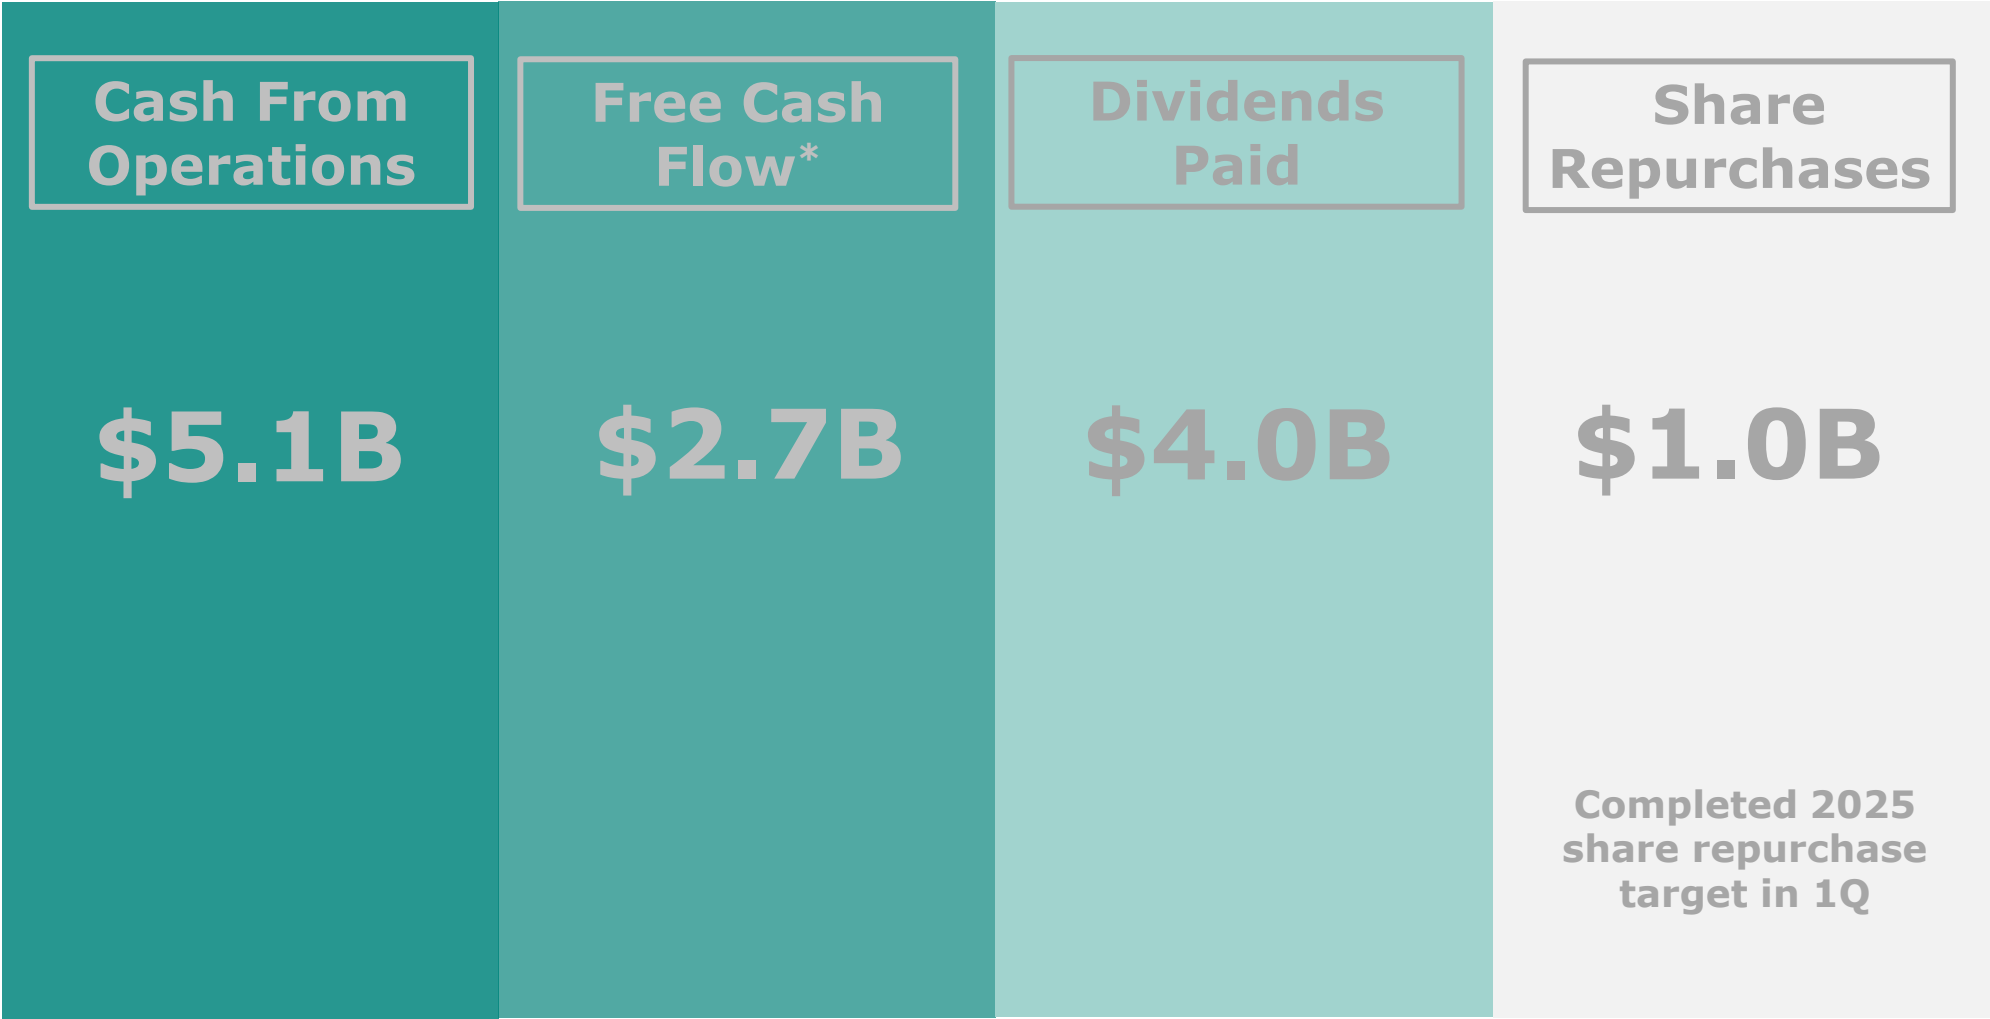 Cash From
Operations
$5.1B
Free Cash
Flow*
$2.7B
Dividends
Paid
$4.0B
Share
Repurchases
$1.0B
Completed 2025
share repurchase
target in 1Q